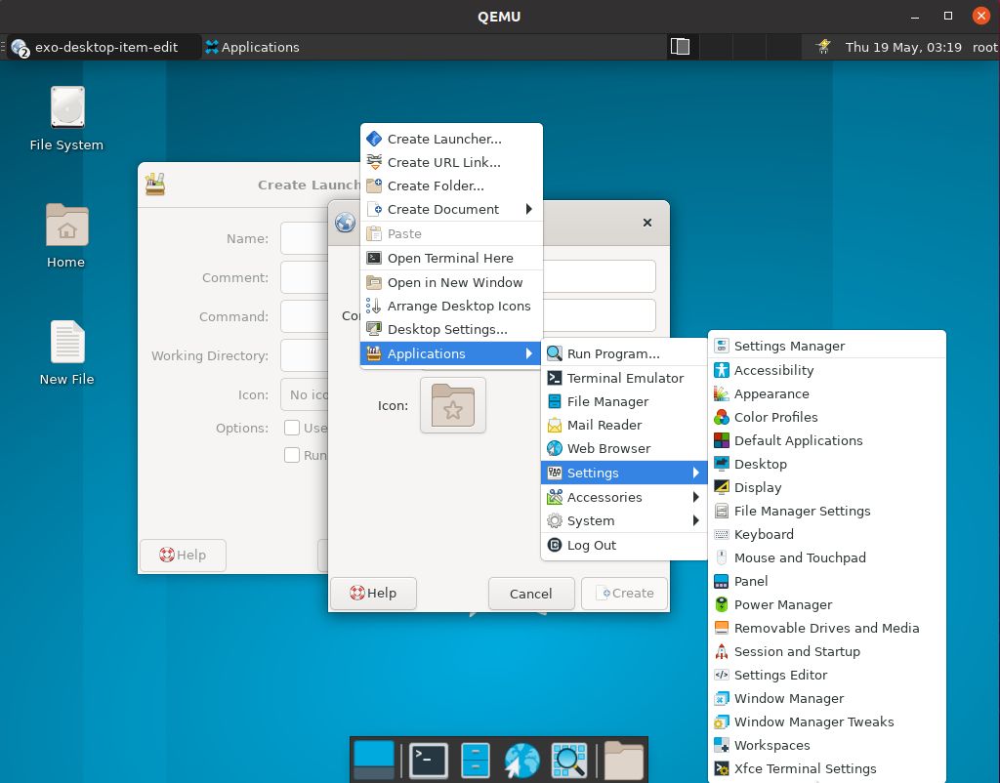 QEMU
2
exo-desktop-item-edit
Applications
Thu 19 May, 03:19
root
File System
Home
New File
Create Launch
Name:
Comment:
Command:
Working Directory:
Icon:
No ico
Options:
Use
Run
Help
Co
Icon:
Help
Cancel
Create
Create Launcher...
Create URL Link...
Create Folder...
Create Document
Paste
Open Terminal Here
Open in New Window
Arrange Desktop Icons
Desktop Settings...
Applications
Run Program...
Terminal Emulator
File Manager
Mail Reader
Web Browser
Settings
Accessories
System
Log Out
Settings Manager
Accessibility
Appearance
Color Profiles
Default Applications
Desktop
Display
File Manager Settings
Keyboard
Mouse and Touchpad
Panel
Power Manager
Removable Drives and Media
Session and Startup
Settings Editor
Window Manager
Window Manager Tweaks
Workspaces
Xfce Terminal Settings